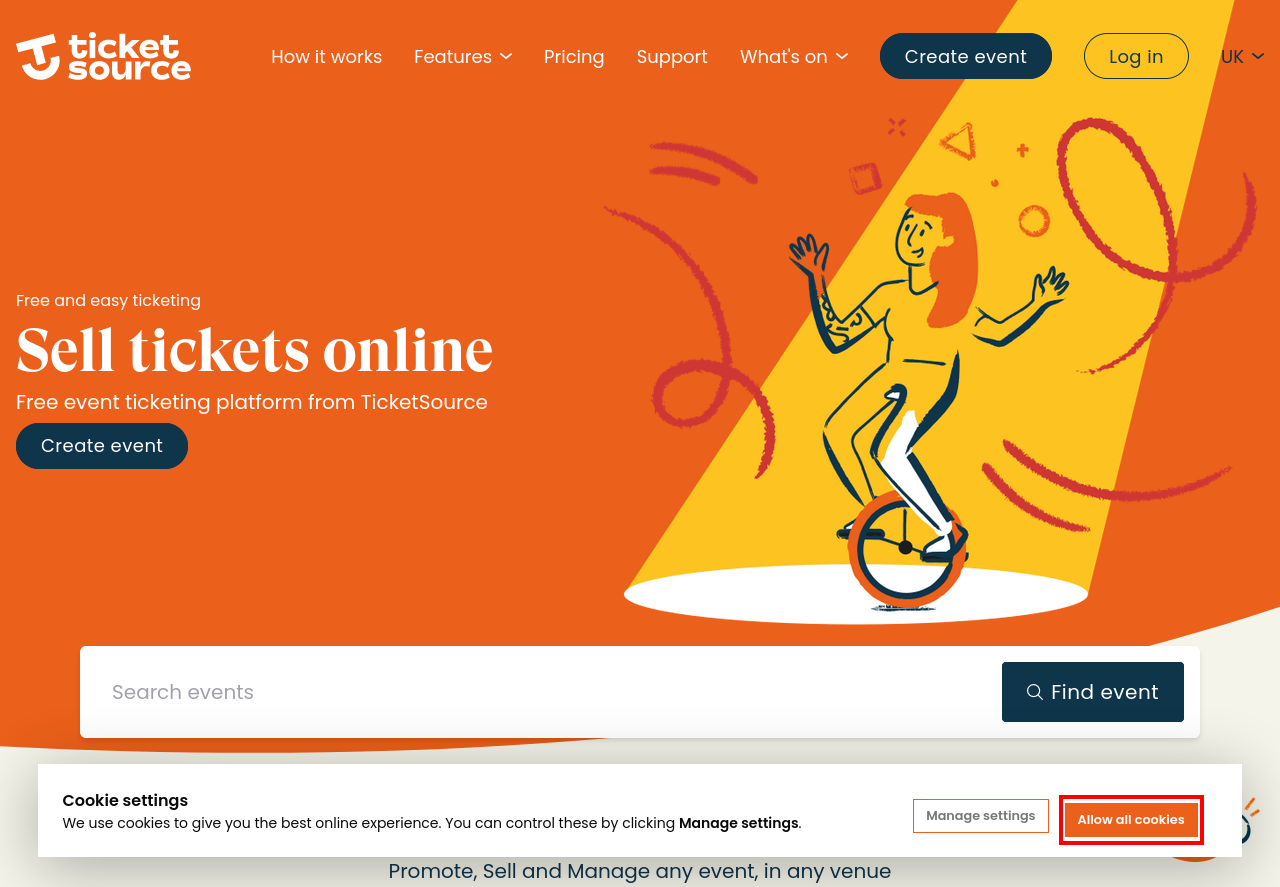 ticket
source
How it works
Features
Pricing
Support
What's on
Create event
Log in
UK
Free and easy ticketing
Sell tickets online
Free event ticketing platform from TicketSource
Create event
Search events
Find event
Cookie settings
We use cookies to give you the best online experience. You can control these by clicking Manage settings.
Manage settings
Allow all cookies
Promote, Sell and Manage any event, in any venue